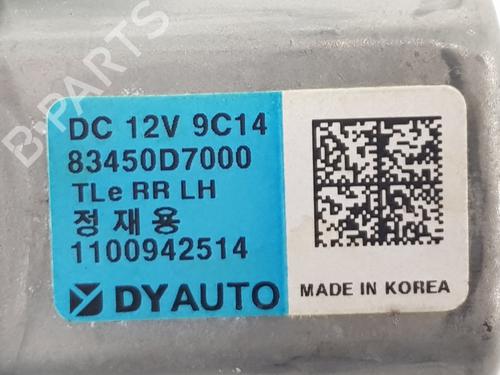 B-PARTS
DC 12V 9C14
83450D7000
TLe RR LH
정재용
1100942514
DYAUTO
MADE IN KOREA